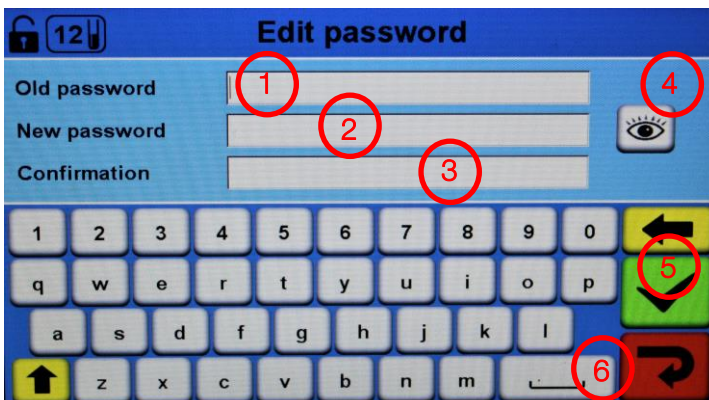 12 Edit password
Old password 1 4
New password 2
Confirmation 3
1 2 3 4 5 6 7 8 9 0
q w e r t y u i o p 5
a s d f g h j k l
z x c v b n m 6